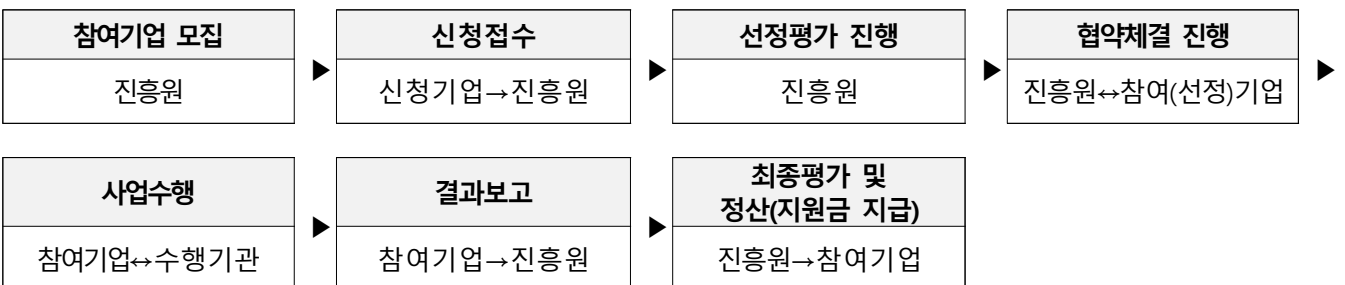 참여기업 모집 ▶ 신청접수 ▶ 선정평가 진행 ▶ 협약체결 진행 ▶
진흥원 신청기업→진흥원 진흥원 진흥원↔참여(선정)기업
사업수행 ▶ 결과보고 ▶ 최종평가 및
정산(지원금 지급)
참여기업↔수행기관 참여기업→진흥원 진흥원→참여기업